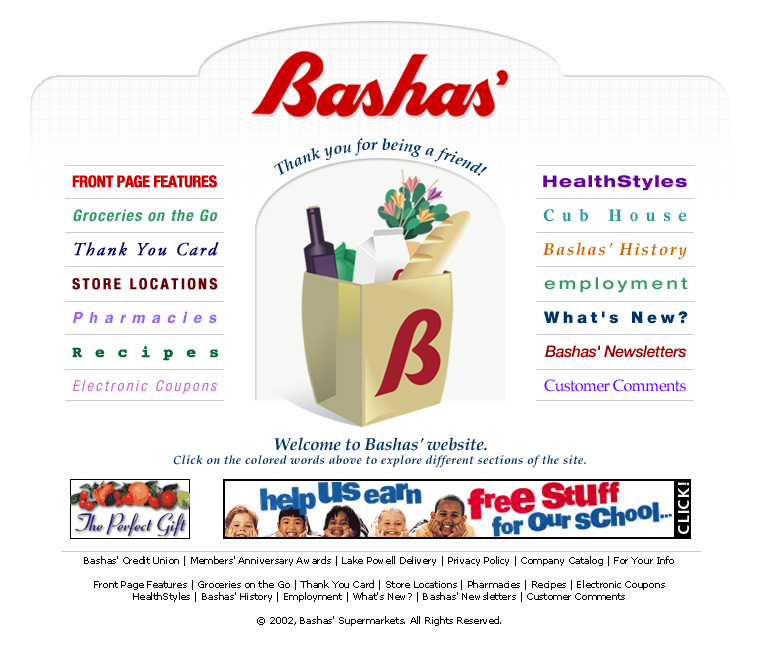 Bashas'
Thank you for being a friend!
FRONT PAGE FEATURES
Groceries on the Go
Thank You Card
STORE LOCATIONS
Pharmacies
Recipes
Electronic Coupons
B
HealthStyles
Cub House
Bashas' History
employment
What's New?
Bashas' Newsletters
Customer Comments
Welcome to Bashas' website.
Click on the colored words above to explore different sections of the site.
The Perfect Gift
help us earn free stuff for our school...
CLICK!
Bashas' Credit Union | Members' Anniversary Awards | Lake Powell Delivery | Privacy Policy | Company Catalog | For Your Info
Front Page Features | Groceries on the Go | Thank You Card | Store Locations | Pharmacies | Recipes | Electronic Coupons
HealthStyles | Bashas' History | Employment | What's New? | Bashas' Newsletters | Customer Comments
© 2002, Bashas' Supermarkets. All Rights Reserved.